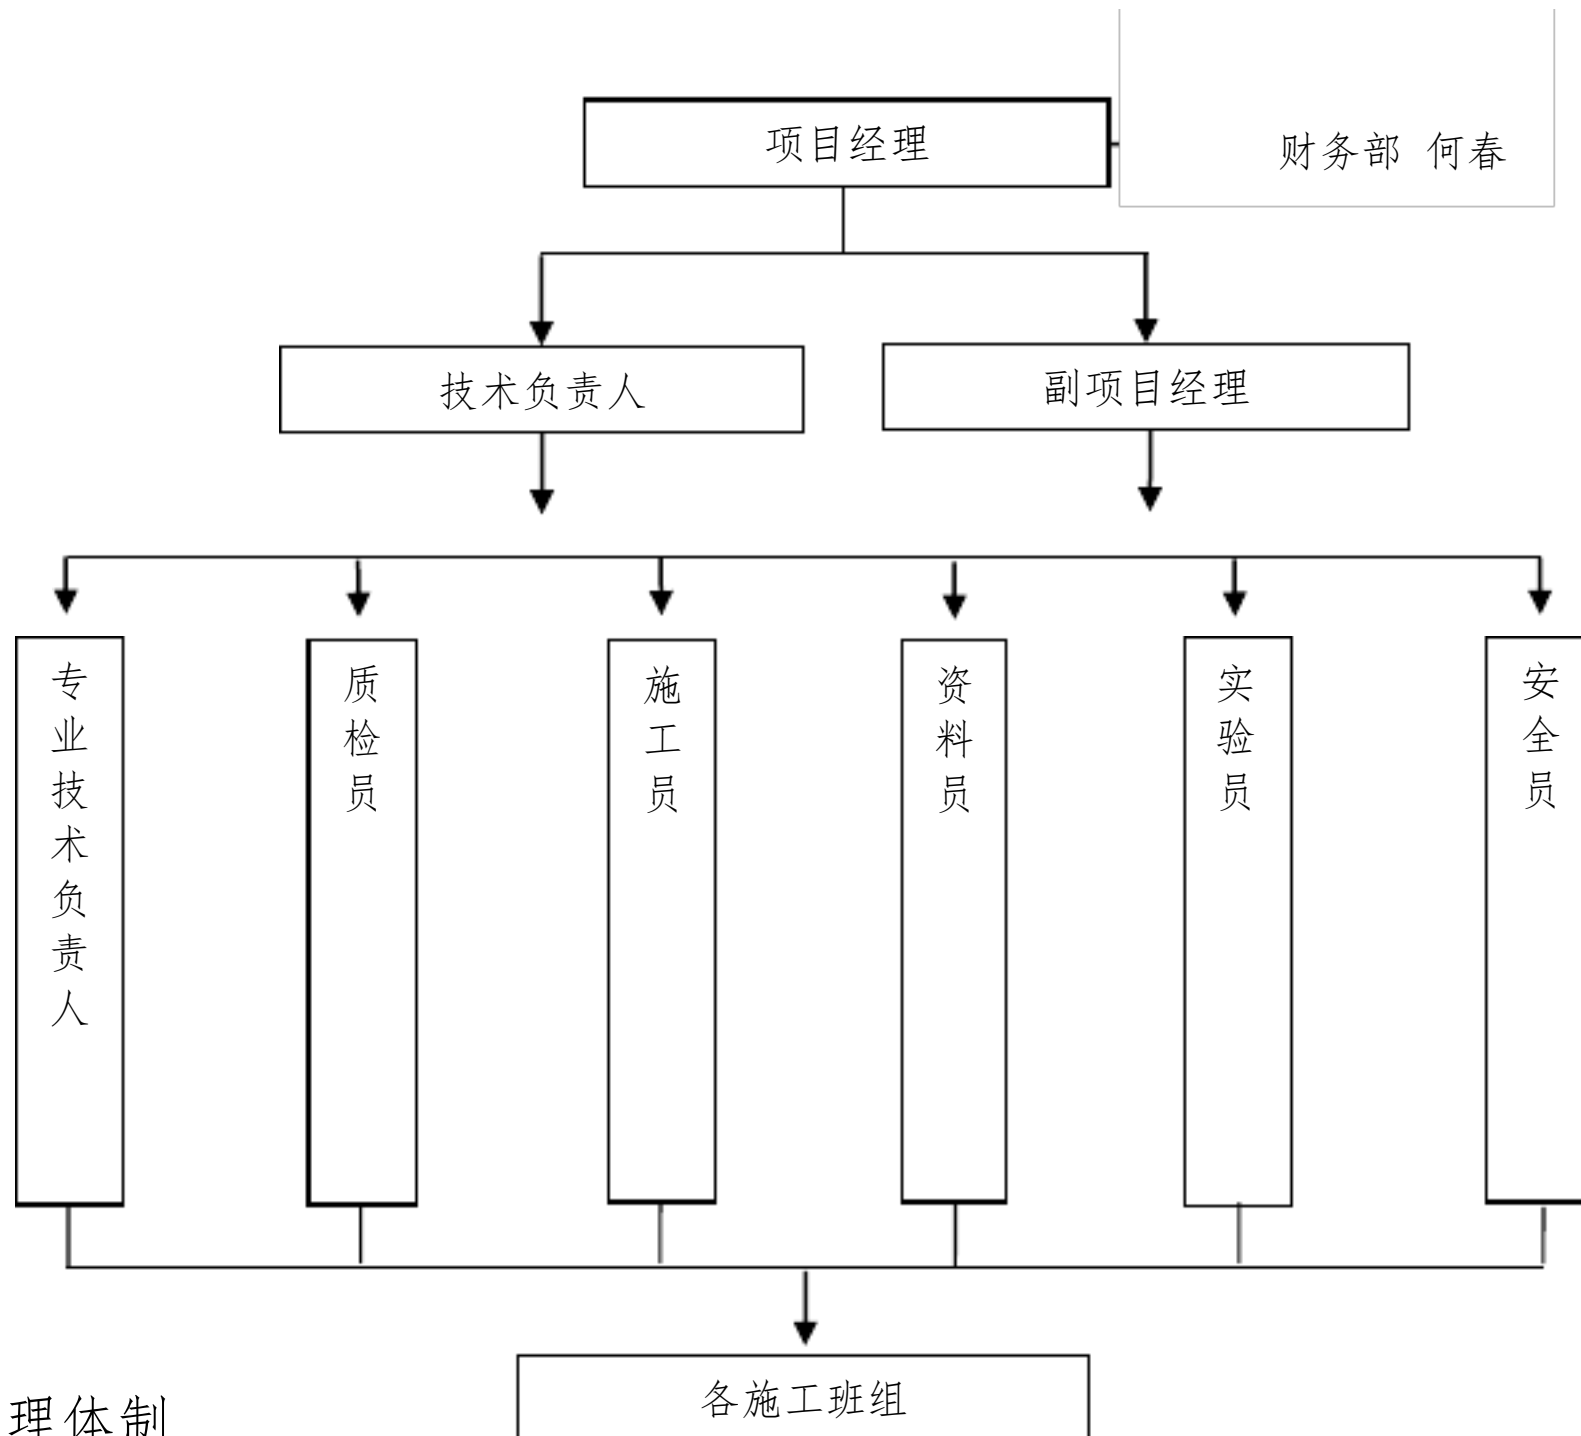 项目经理
财务部 何春
技术负责人
副项目经理
专业技术负责人
质检员
施工员
资料员
实验员
安全员
各施工班组
理体制